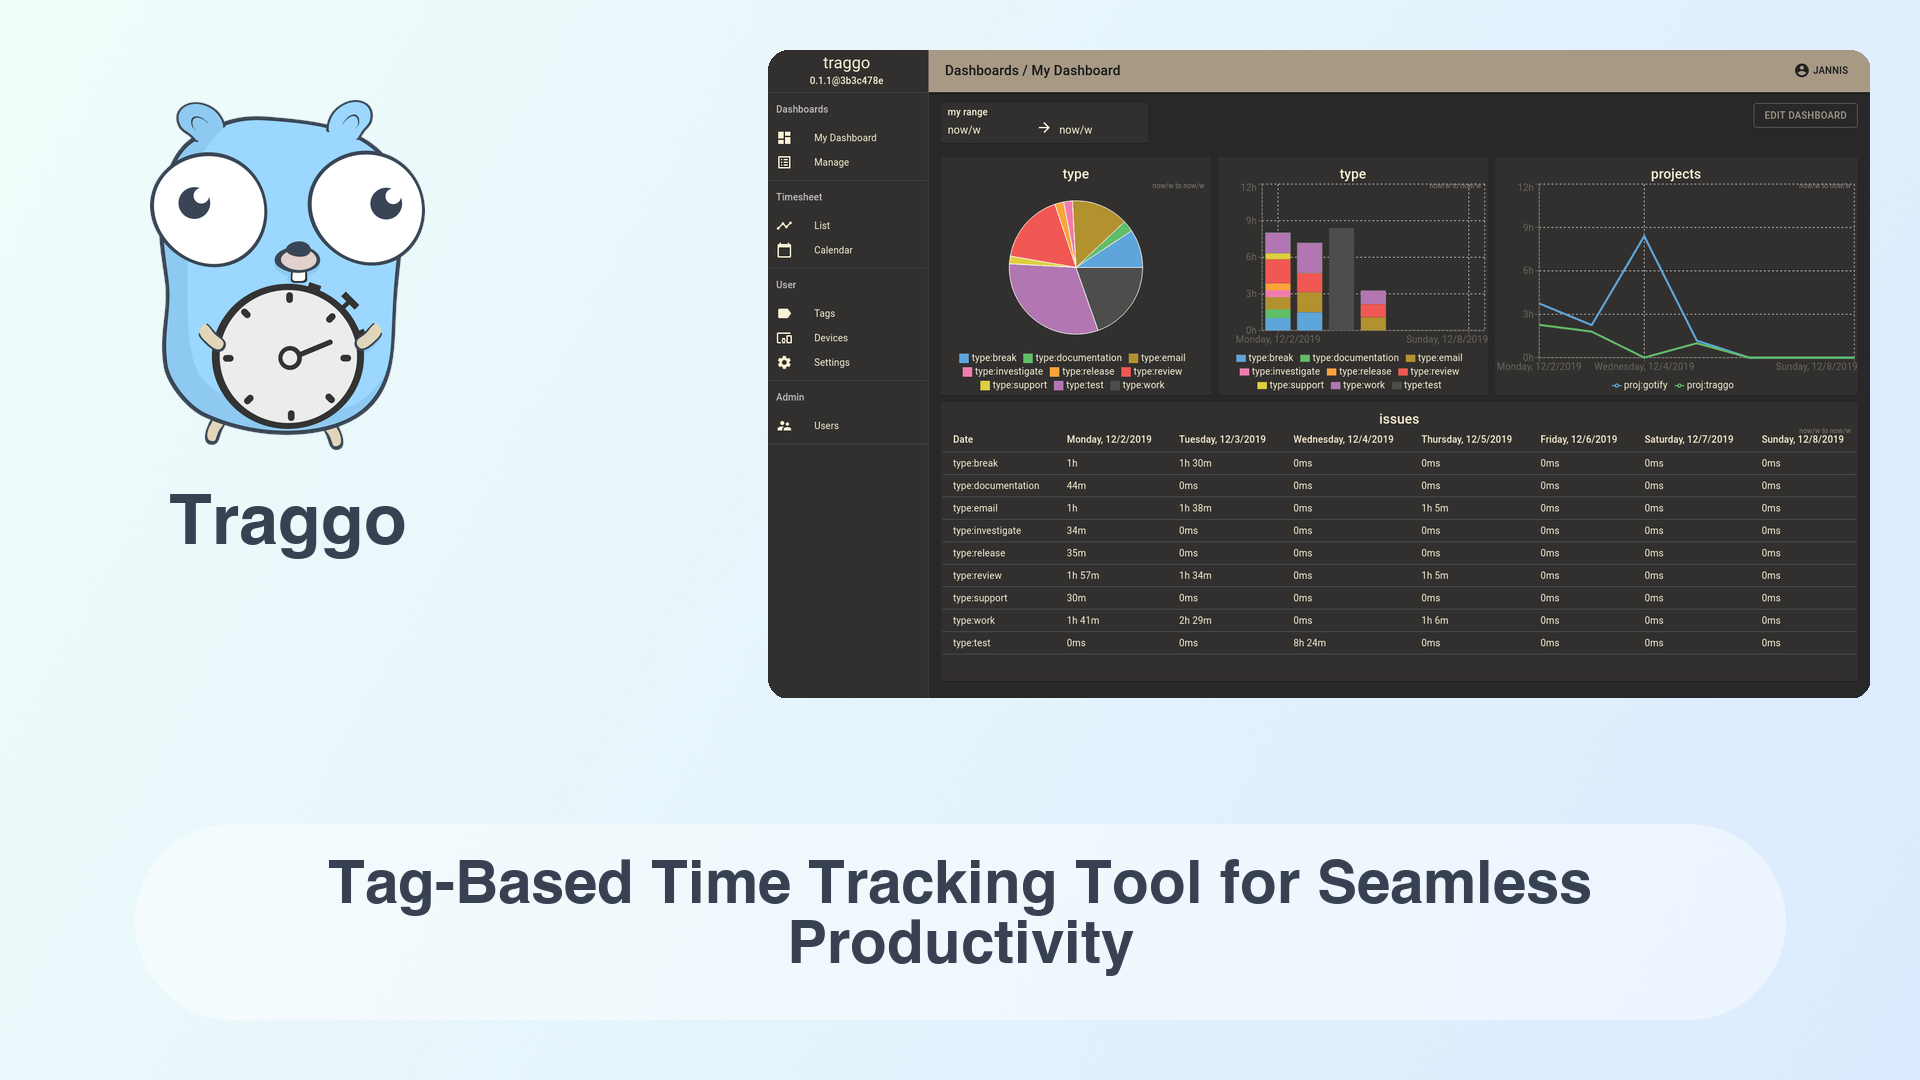 Traggo
traggo
0.1.1@3b3c478e
Dashboards
My Dashboard
Manage
Timesheet
List
Calendar
User
Tags
Devices
Settings
Admin
Users
Dashboards / My Dashboard
JANNIS
my range
now/w
now/w
EDIT DASHBOARD
type
now/w to now/w
type:break type:documentation type:email
type:investigate type:release type:review
type:support type:test type:work
type
now/w to now/w
12h
9h
6h
3h
0h
Monday, 12/2/2019 Sunday, 12/8/2019
type:break type:documentation type:email
type:investigate type:release type:review
type:support type:work type:test
projects
now/w to now/w
12h
9h
6h
3h
0h
Monday, 12/2/2019 Wednesday, 12/4/2019 Sunday, 12/8/2019
proj:gotify proj:traggo
issues
now/w to now/w
Date Monday, 12/2/2019 Tuesday, 12/3/2019 Wednesday, 12/4/2019 Thursday, 12/5/2019 Friday, 12/6/2019 Saturday, 12/7/2019 Sunday, 12/8/2019
type:break 1h 1h 30m 0ms 0ms 0ms 0ms 0ms
type:documentation 44m 0ms 0ms 0ms 0ms 0ms 0ms
type:email 1h 1h 38m 0ms 1h 5m 0ms 0ms 0ms
type:investigate 34m 0ms 0ms 0ms 0ms 0ms 0ms
type:release 35m 0ms 0ms 0ms 0ms 0ms 0ms
type:review 1h 57m 1h 34m 0ms 1h 5m 0ms 0ms 0ms
type:support 30m 0ms 0ms 0ms 0ms 0ms 0ms
type:work 1h 41m 2h 29m 0ms 1h 6m 0ms 0ms 0ms
type:test 0ms 0ms 8h 24m 0ms 0ms 0ms 0ms
Tag-Based Time Tracking Tool for Seamless
Productivity